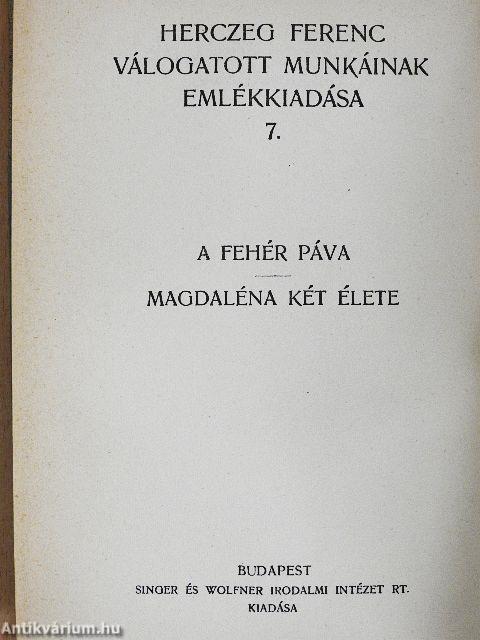 HERCZEG FERENC
VÁLOGATOTT MUNKÁINAK
EMLÉKKIADÁSA
7.
A FEHÉR PÁVA
MAGDALÉNA KÉT ÉLETE
BUDAPEST
SINGER ÉS WOLFNER IRODALMI INTÉZET RT.
KIADÁSA
Antikvárium.hu